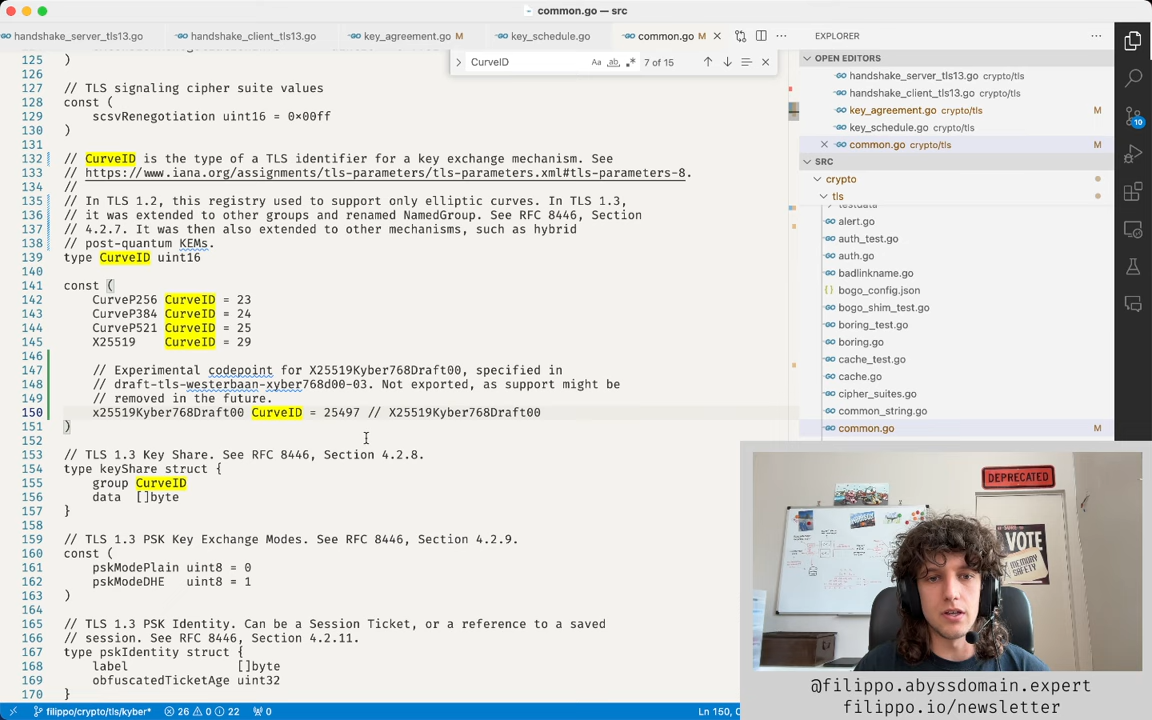 common.go — src
handshake_server_tls13.go
handshake_client_tls13.go
key_agreement.go M
key_schedule.go
common.go M
EXPLORER
CurveID
Aa
ab
7 of 15
125 )
126
127 // TLS signaling cipher suite values
128 const (
129 scsvRenegotiation uint16 = 0x00ff
130 )
131
132 // CurveID is the type of a TLS identifier for a key exchange mechanism. See
133 // https://www.iana.org/assignments/tls-parameters/tls-parameters.xml#tls-parameters-8.
134 //
135 // In TLS 1.2, this registry used to support only elliptic curves. In TLS 1.3,
136 // it was extended to other groups and renamed NamedGroup. See RFC 8446, Section
137 // 4.2.7. It was then also extended to other mechanisms, such as hybrid
138 // post-quantum KEMs.
139 type CurveID uint16
140
141 const (
142 CurveP256 CurveID = 23
143 CurveP384 CurveID = 24
144 CurveP521 CurveID = 25
145 X25519 CurveID = 29
146
147 // Experimental codepoint for X25519Kyber768Draft00, specified in
148 // draft-tls-westerbaan-xyber768d00-03. Not exported, as support might be
149 // removed in the future.
150 x25519Kyber768Draft00 CurveID = 25497 // X25519Kyber768Draft00
151 )
152
153 // TLS 1.3 Key Share. See RFC 8446, Section 4.2.8.
154 type keyShare struct {
155 group CurveID
156 data []byte
157 }
158
159 // TLS 1.3 PSK Key Exchange Modes. See RFC 8446, Section 4.2.9.
160 const (
161 pskModePlain uint8 = 0
162 pskModeDHE uint8 = 1
163 )
164
165 // TLS 1.3 PSK Identity. Can be a Session Ticket, or a reference to a saved
166 // session. See RFC 8446, Section 4.2.11.
167 type pskIdentity struct {
168 label []byte
169 obfuscatedTicketAge uint32
170 }
OPEN EDITORS
handshake_server_tls13.go crypto/tls
handshake_client_tls13.go crypto/tls
key_agreement.go crypto/tls M
key_schedule.go crypto/tls
common.go crypto/tls M
SRC
crypto
tls
testdata
alert.go
auth_test.go
auth.go
badlinkname.go
bogo_config.json
bogo_shim_test.go
boring_test.go
boring.go
cache_test.go
cache.go
cipher_suites.go
common_string.go
common.go M
10
DEPRECATED
VOTE
MEMORY
SAFETY
@filippo.abyssdomain.expert
filippo.io/newsletter
filippo/crypto/tls/kyber* 26 0 22 0
Ln 150, Co